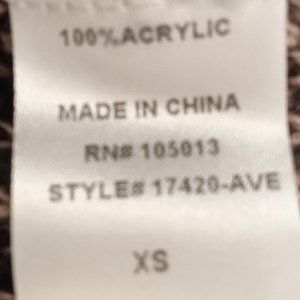 100%ACRYLIC
MADE IN CHINA
RN# 105013
STYLE# 17420-AVE
XS